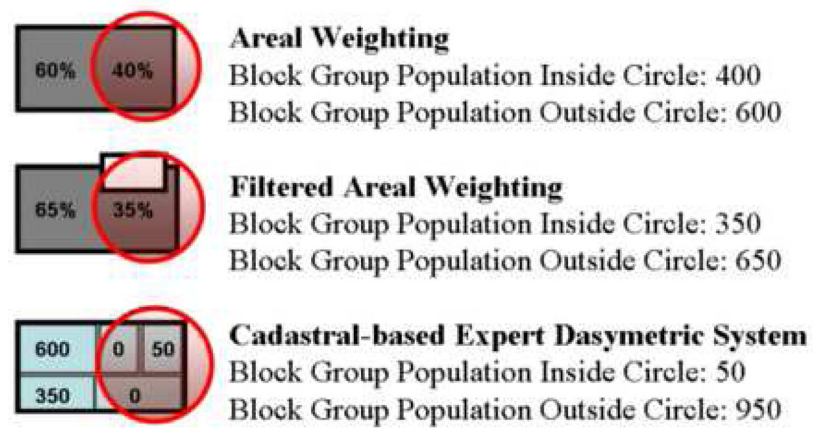 60% 40%
Areal Weighting
Block Group Population Inside Circle: 400
Block Group Population Outside Circle: 600
65% 35%
Filtered Areal Weighting
Block Group Population Inside Circle: 350
Block Group Population Outside Circle: 650
600 0 50
350 0
Cadastral-based Expert Dasymetric System
Block Group Population Inside Circle: 50
Block Group Population Outside Circle: 950